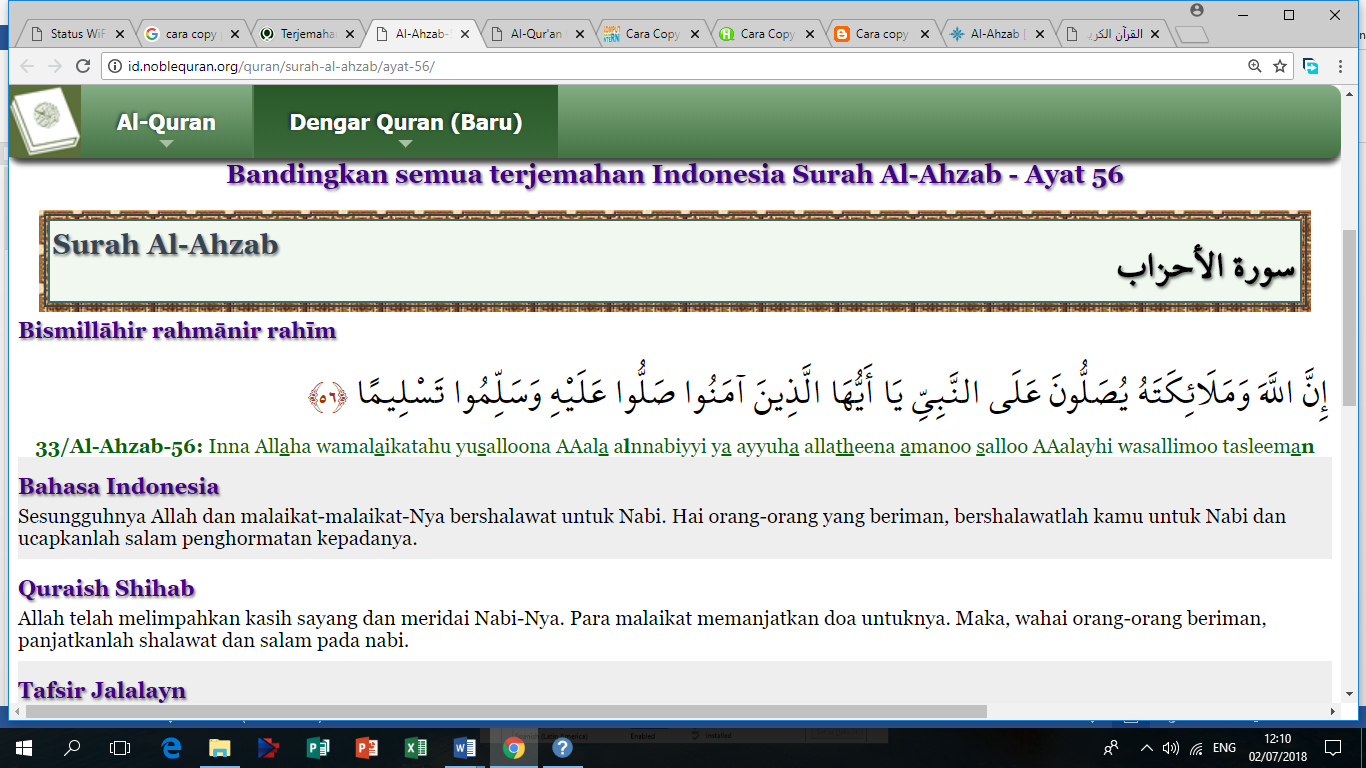 Status WiF
cara copy
Terjemaha
Al-Ahzab-
Al-Qur'an
Cara Copy
Cara Copy
Cara copy
Al-Ahzab
القرآن الكري
id.noblequran.org/quran/surah-al-ahzab/ayat-56/
Al-Quran
Dengar Quran (Baru)
Bandingkan semua terjemahan Indonesia Surah Al-Ahzab - Ayat 56
Surah Al-Ahzab
سورة الأحزاب
Bismillāhir rahmānir rahīm
إِنَّ اللَّهَ وَمَلَائِكَتَهُ يُصَلُّونَ عَلَى النَّبِيِّ يَا أَيُّهَا الَّذِينَ آمَنُوا صَلُّوا عَلَيْهِ وَسَلِّمُوا تَسْلِيمًا ﴿٥٦﴾
33/Al-Ahzab-56: Inna Allaha wamalaikatahu yusalloona AAala alnnabiyyi ya ayyuha allatheena amanoo salloo AAalayhi wasallimoo tasleeman
Bahasa Indonesia
Sesungguhnya Allah dan malaikat-malaikat-Nya bershalawat untuk Nabi. Hai orang-orang yang beriman, bershalawatlah kamu untuk Nabi dan
ucapkanlah salam penghormatan kepadanya.
Quraish Shihab
Allah telah melimpahkan kasih sayang dan meridai Nabi-Nya. Para malaikat memanjatkan doa untuknya. Maka, wahai orang-orang beriman,
panjatkanlah shalawat dan salam pada nabi.
Tafsir Jalalayn
ENG
12:10
02/07/2018